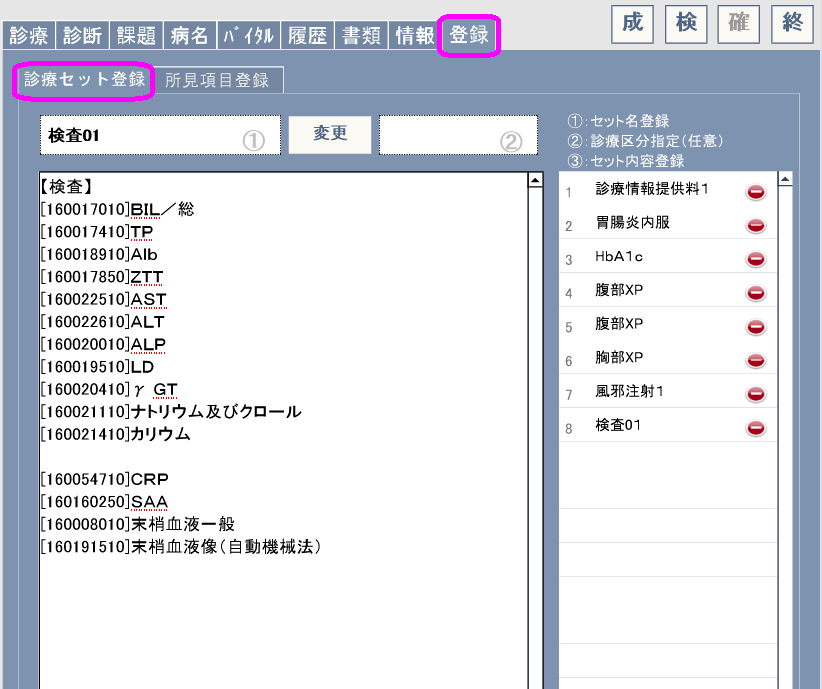 診療 診断 課題 病名 ﾊﾞｲﾀﾙ 履歴 書類 情報 登録 成 検 確 終
診療セット登録 所見項目登録
検査01 ① 変更 ②
①：セット名登録
②：診療区分指定（任意）
③：セット内容登録
【検査】
[160017010]BIL／総
[160017410]TP
[160018910]Alb
[160017850]ZTT
[160022510]AST
[160022610]ALT
[160020010]ALP
[160019510]LD
[160020410]γ GT
[160021110]ナトリウム及びクロール
[160021410]カリウム
[160054710]CRP
[160160250]SAA
[160008010]末梢血液一般
[160191510]末梢血液像（自動機械法）
1 診療情報提供料1
2 胃腸炎内服
3 HbA1c
4 腹部XP
5 腹部XP
6 胸部XP
7 風邪注射1
8 検査01